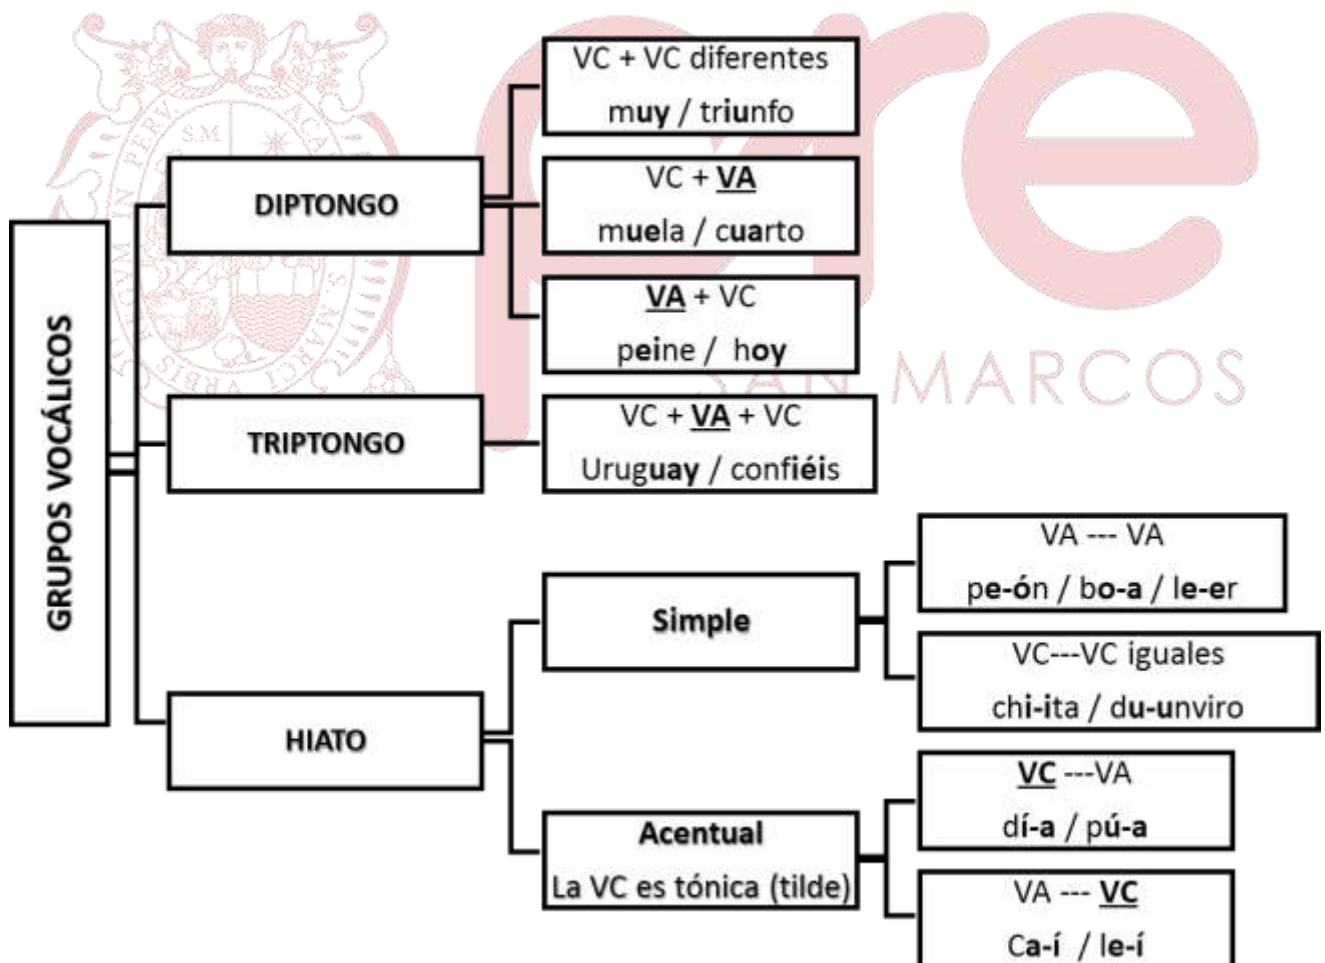 GRUPOS VOCÁLICOS
DIPTONGO
VC + VC diferentes
muy / triunfo
VC + VA
muela / cuarto
VA + VC
peine / hoy
TRIPTONGO
VC + VA + VC
Uruguay / confiéis
HIATO
Simple
VA --- VA
pe-ón / bo-a / le-er
VC---VC iguales
chi-ita / du-unviro
Acentual
La VC es tónica (tilde)
VC ---VA
dí-a / pú-a
VA --- VC
Ca-í / le-í
pre
SAN MARCOS
S.M